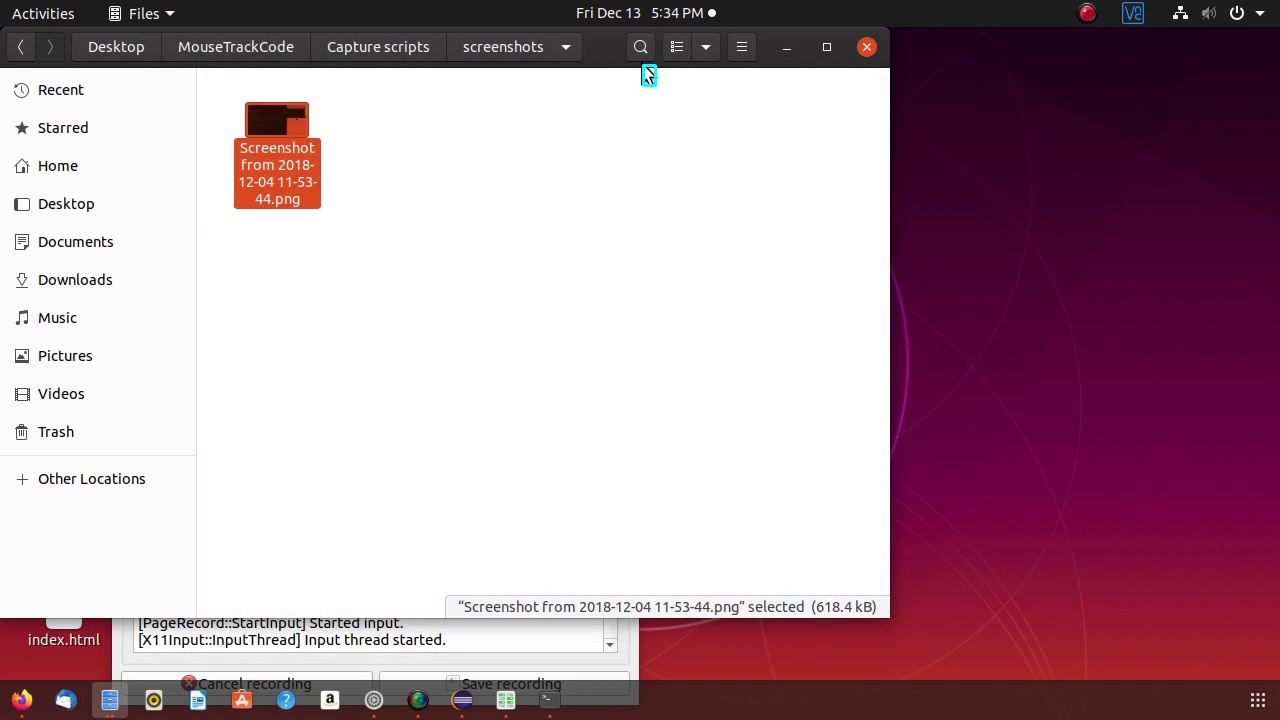 Activities
Files
Fri Dec 13 5:34 PM
V2
Desktop
MouseTrackCode
Capture scripts
screenshots
Recent
Starred
Home
Desktop
Documents
Downloads
Music
Pictures
Videos
Trash
Other Locations
Screenshot
from 2018-
12-04 11-53-
44.png
“Screenshot from 2018-12-04 11-53-44.png” selected (618.4 kB)
index.html
[PageRecord::StartInput] Started input.
[X11Input::InputThread] Input thread started.
Cancel recording
Save recording